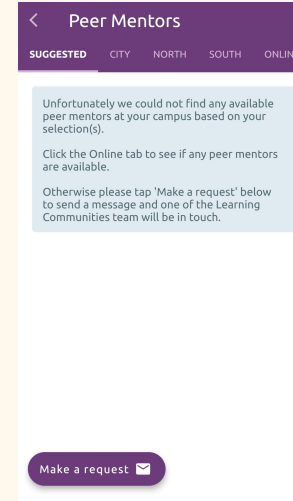 Peer Mentors
SUGGESTED CITY NORTH SOUTH ONLIN
Unfortunately we could not find any available
peer mentors at your campus based on your
selection(s).
Click the Online tab to see if any peer mentors
are available.
Otherwise please tap 'Make a request' below
to send a message and one of the Learning
Communities team will be in touch.
Make a request